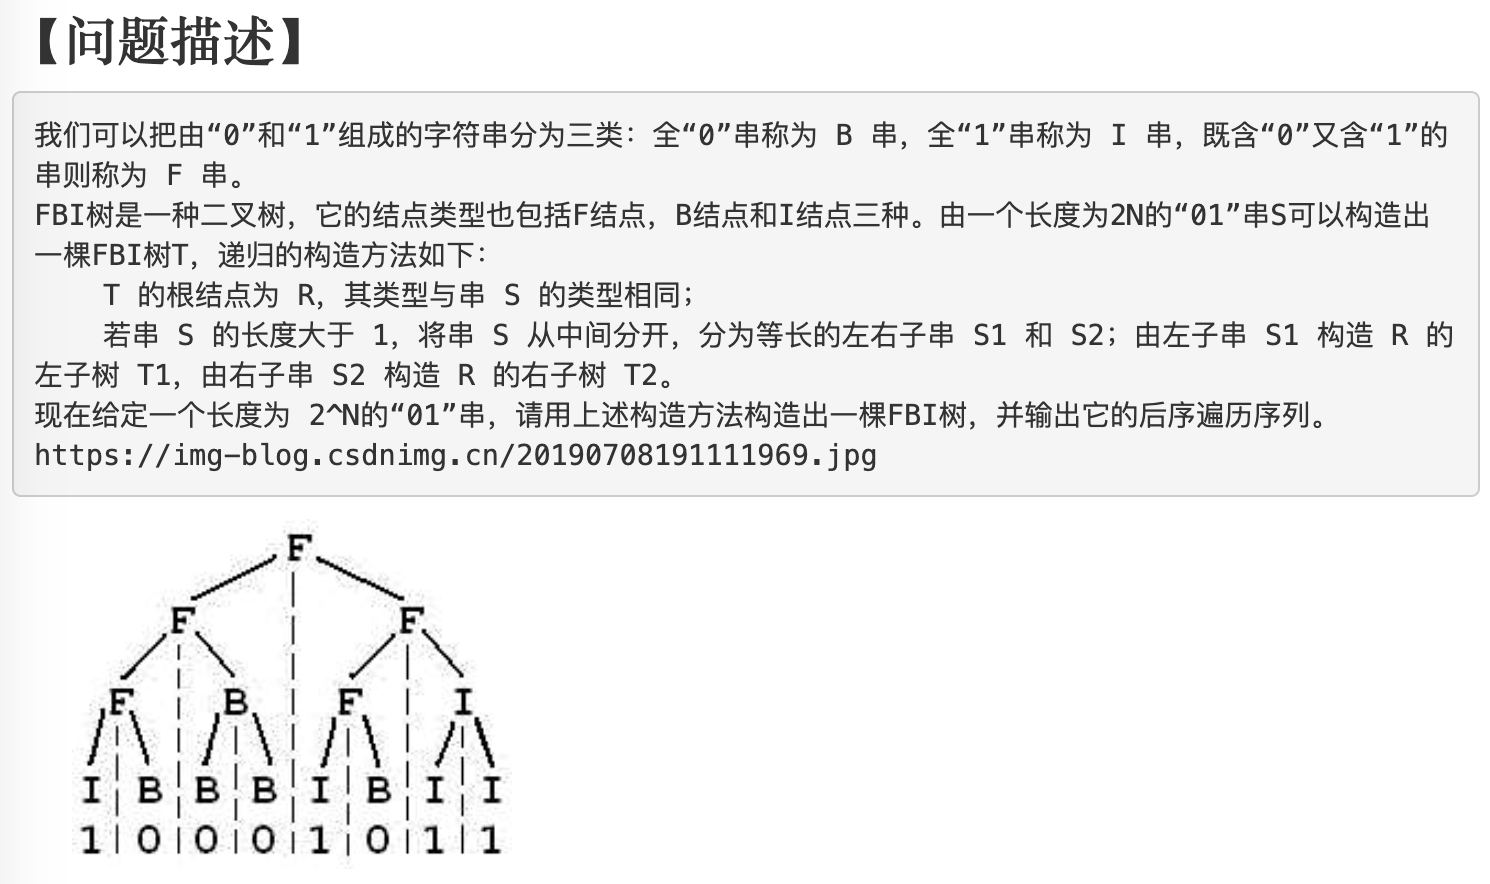 【问题描述】
我们可以把由“0”和“1”组成的字符串分为三类：全“0”串称为 B 串，全“1”串称为 I 串，既含“0”又含“1”的
串则称为 F 串。
FBI树是一种二叉树，它的结点类型也包括F结点，B结点和I结点三种。由一个长度为2N的“01”串S可以构造出
一棵FBI树T，递归的构造方法如下：
T 的根结点为 R，其类型与串 S 的类型相同；
若串 S 的长度大于 1，将串 S 从中间分开，分为等长的左右子串 S1 和 S2；由左子串 S1 构造 R 的
左子树 T1，由右子串 S2 构造 R 的右子树 T2。
现在给定一个长度为 2^N的“01”串，请用上述构造方法构造出一棵FBI树，并输出它的后序遍历序列。
https://img-blog.csdnimg.cn/20190708191111969.jpg
F
F F
F B F I
I B B B I B I I
1 0 0 0 1 0 1 1